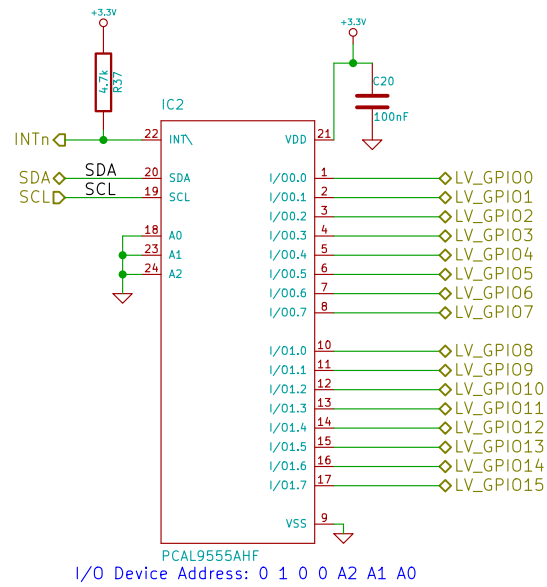 +3.3V
+3.3V
4.7k
R37
C20
100nF
IC2
INTn 22 INT\ VDD 21
SDA SDA 20 SDA I/O0.0 1 LV_GPIO0
SCL SCL 19 SCL I/O0.1 2 LV_GPIO1
I/O0.2 3 LV_GPIO2
18 A0 I/O0.3 4 LV_GPIO3
23 A1 I/O0.4 5 LV_GPIO4
24 A2 I/O0.5 6 LV_GPIO5
I/O0.6 7 LV_GPIO6
I/O0.7 8 LV_GPIO7
I/O1.0 10 LV_GPIO8
I/O1.1 11 LV_GPIO9
I/O1.2 12 LV_GPIO10
I/O1.3 13 LV_GPIO11
I/O1.4 14 LV_GPIO12
I/O1.5 15 LV_GPIO13
I/O1.6 16 LV_GPIO14
I/O1.7 17 LV_GPIO15
VSS 9
PCAL9555AHF
I/O Device Address: 0 1 0 0 A2 A1 A0